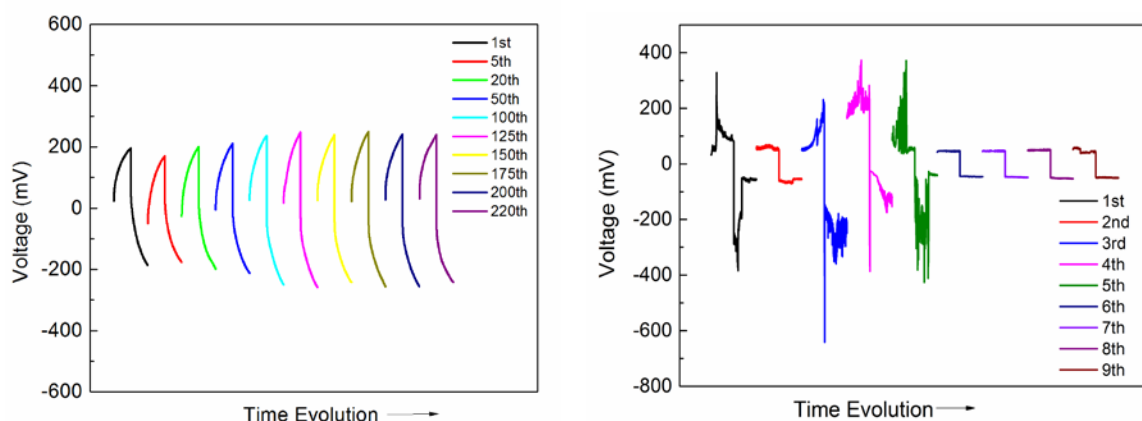 600
400
200
0
-200
-400
-600
Voltage (mV)
Time Evolution
1st
5th
20th
50th
100th
125th
150th
175th
200th
220th
400
200
0
-200
-400
-600
-800
Voltage (mV)
Time Evolution
1st
2nd
3rd
4th
5th
6th
7th
8th
9th